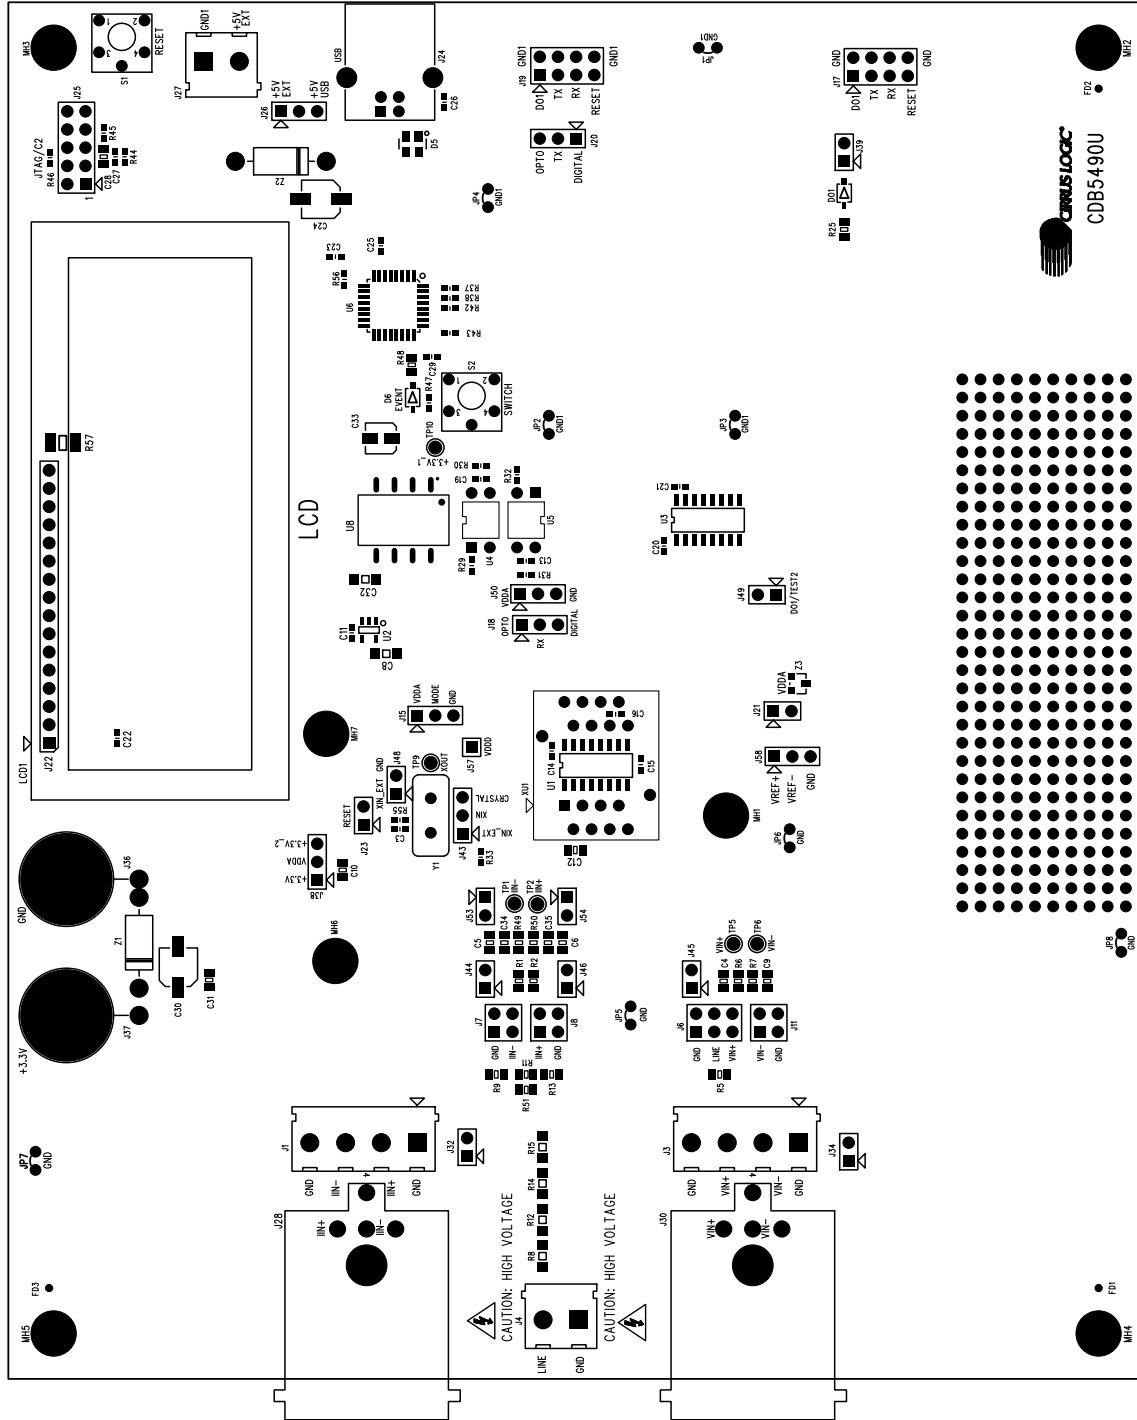 MH3
1
2
3
4
RESET
S1
GND1
+5V
EXT
J27
USB
J24
J26
+5V
EXT
+5V
USB
C26
D5
J19
GND1
GND1
DO1
TX
RX
RESET
JP1
GND1
J17
GND
GND
DO1
TX
RX
RESET
MH2
FD2
J25
JTAG/C2
R46
R45
R44
C27
C28
1
Z2
C24
OPTO
TX
DIGITAL
J20
JP4
GND1
J39
DO1
R25
CIRRUS LOGIC®
CDB5490U
C23
C25
R56
U6
R37
R38
R42
R43
R48
C29
D6
EVENT
R47
S2
1
2
3
4
SWITCH
C33
TP10
+3.3V_1
JP2
GND1
JP3
GND1
R57
LCD
R30
C19
R32
U8
U4
U5
R29
C13
R31
C21
U3
C20
C32
J50
VDDA
GND
J18
OPTO
RX
DIGITAL
J49
DO1/TEST2
C11
U2
C8
VDDA
Z3
J21
J58
VREF+
VREF-
GND
LCD1
J22
C22
MH7
J15
VDDA
MODE
GND
J57
VDDD
C16
C14
U1
C15
XU1
C12
MH1
JP6
GND
J48
GND
XIN_EXT
TP9
XOUT
RESET
J23
R55
C3
Y1
J43
CRYSTAL
XIN
XIN_EXT
R33
J38
+3.3V_2
VDDA
+3.3V
C10
GND
J36
Z1
+3.3V
J37
C30
C31
MH6
J53
TP1
IIN-
TP2
IIN+
J54
C5
C34
R49
R50
C35
C6
J44
R1
R2
J46
J7
GND
IIN-
J8
IIN+
GND
TP5
VIN+
TP6
VIN-
J45
C4
R6
R7
C9
JP5
GND
J6
GND
LINE
VIN+
J11
VIN-
GND
JP8
GND
R9
R11
R51
R13
R5
J1
GND
IIN-
IIN+
GND
4
J32
J3
GND
VIN+
VIN-
GND
4
J34
JP7
GND
R15
R14
R12
R8
J28
IIN+
IIN-
J30
VIN+
VIN-
CAUTION: HIGH VOLTAGE
CAUTION: HIGH VOLTAGE
J4
LINE
GND
FD3
MH5
FD1
MH4